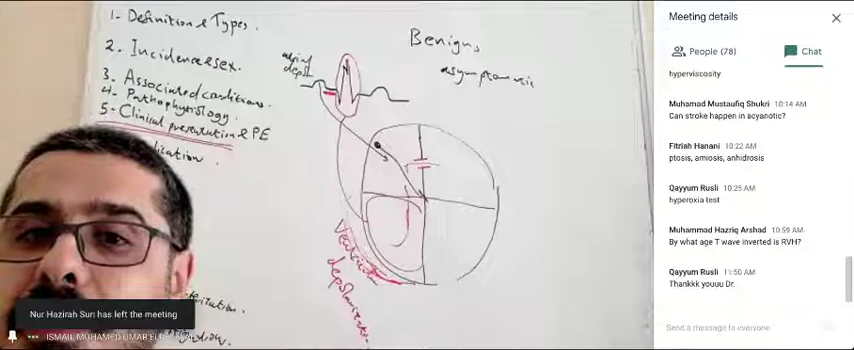 1- Definition & Types.
2- Incidence & sex.
3- Associated conditions.
4- Pathophysiology.
5- Clinical presentation & PE
Benigns
asymptomatic
atrial
depol
Ventricular
depolarization
Nur Hazirah Suri has left the meeting
ISMAIL MOHAMED OMAR
Meeting details
People (78)
Chat
hyperviscosity
Muhamad Mustaufiq Shukri 10:14 AM
Can stroke happen in acyanotic?
Fitriah Hanani 10:22 AM
ptosis, amiosis, anhidrosis
Qayyum Rusli 10:25 AM
hyperoxia test
Muhammad Hazriq Arshad 10:59 AM
By what age T wave inverted is RVH?
Qayyum Rusli 11:50 AM
Thankkk youuu Dr.
Send a message to everyone